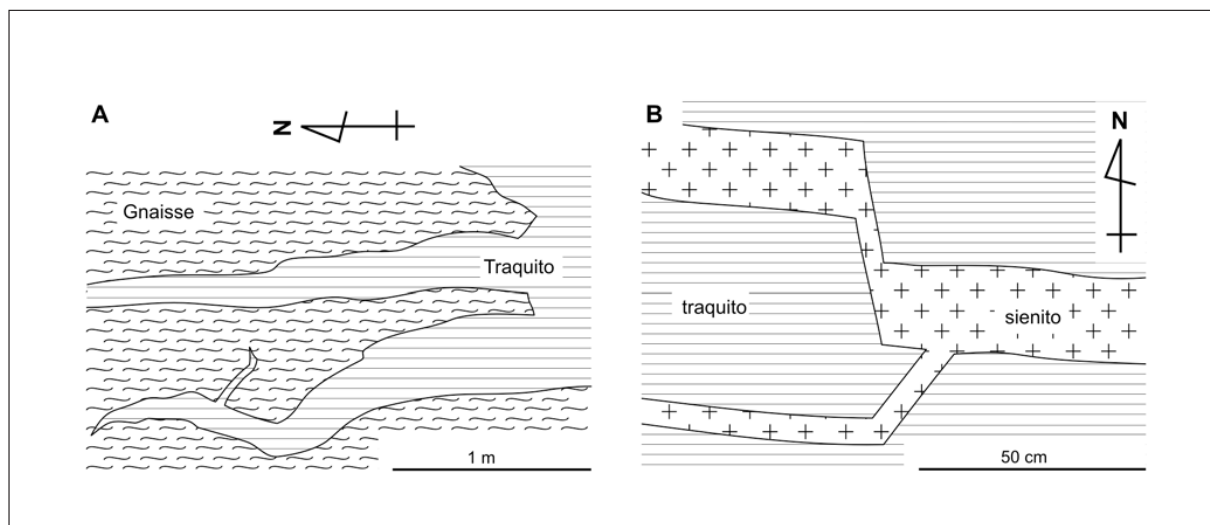 A
N
Gnaisse
Traquito
1 m
B
N
traquito
sienito
50 cm